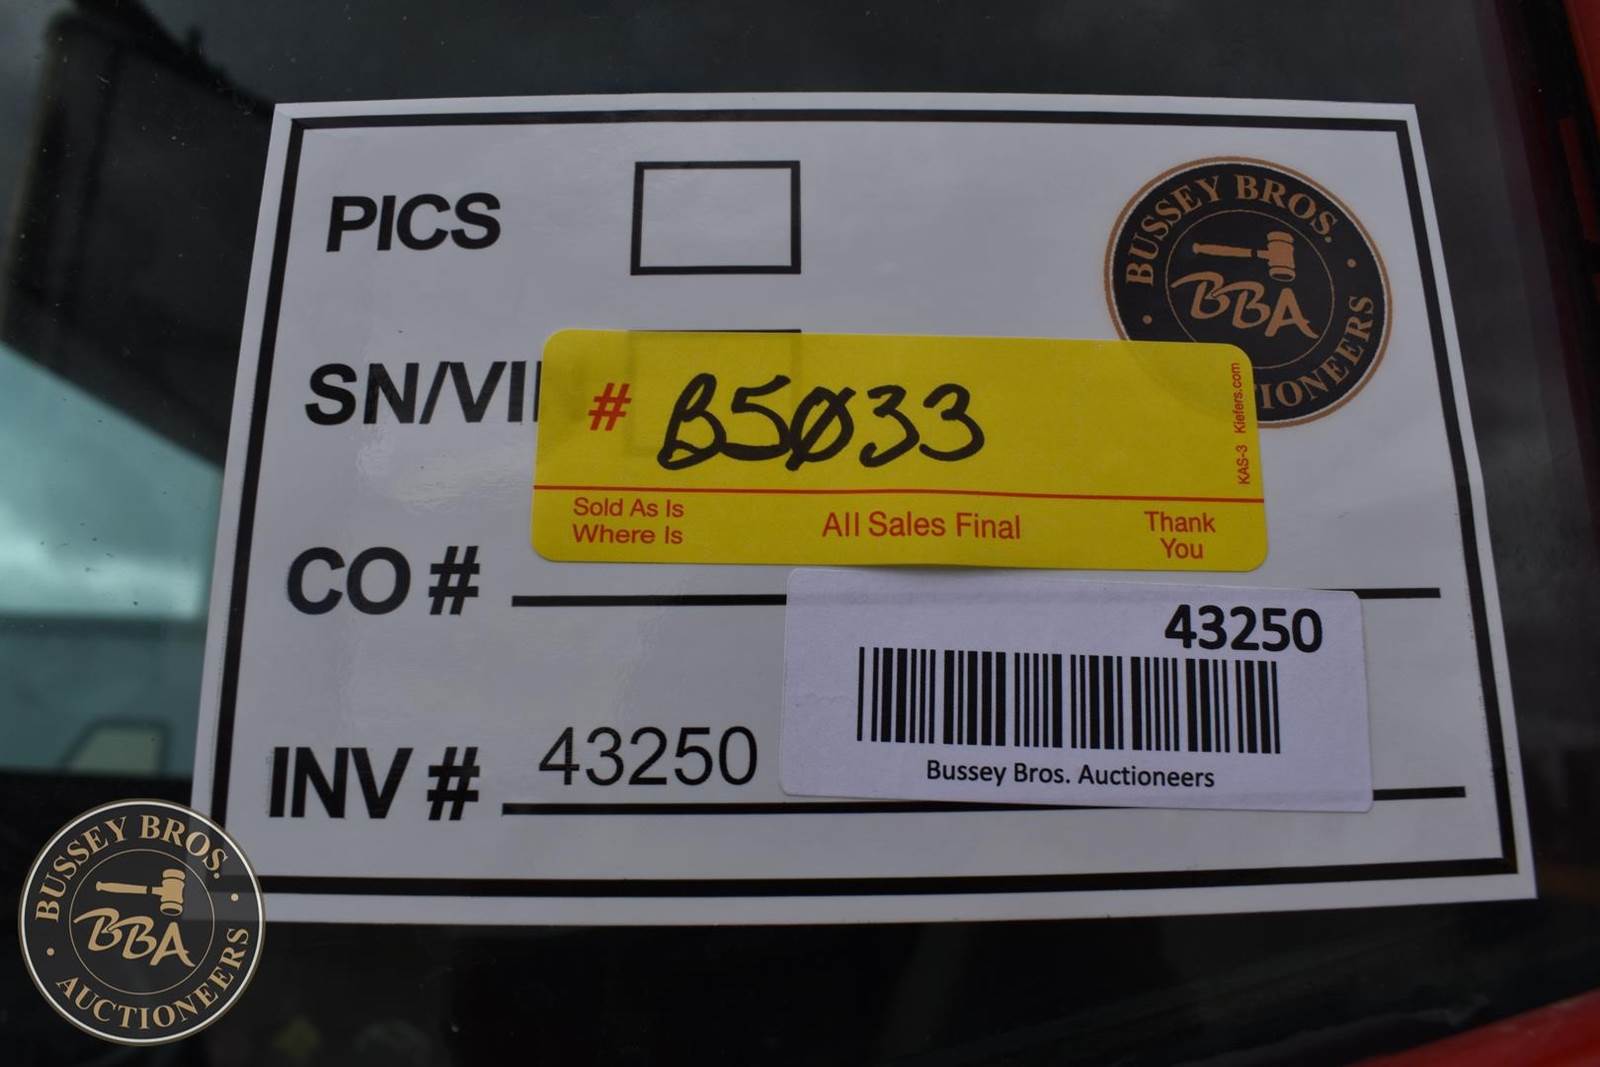 PICS
BUSSEY BROS.
BBA
TIONEERS
SN/VI
# B5Ø33
KAS-3 Kiefers.com
Sold As Is
Where Is
All Sales Final
Thank
You
CO #
43250
Bussey Bros. Auctioneers
INV # 43250
BUSSEY BROS.
BBA
AUCTIONEERS